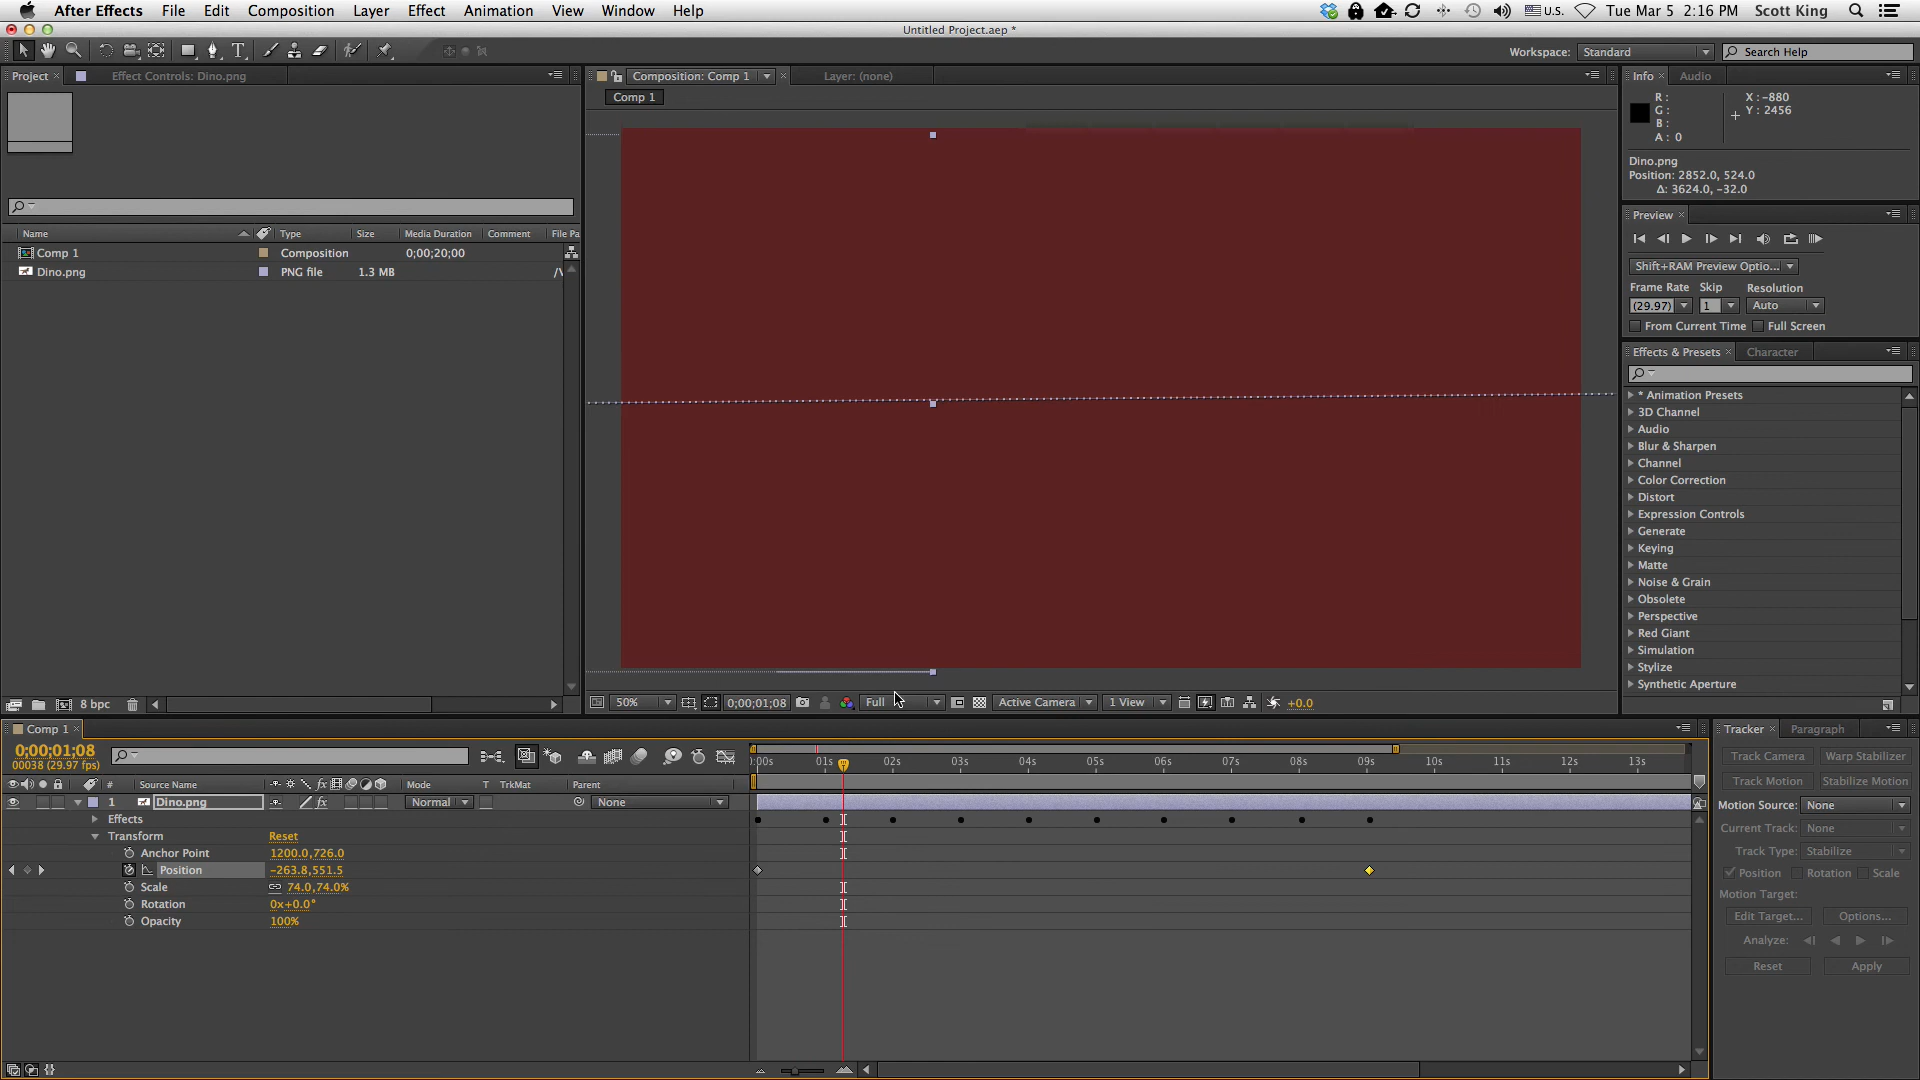 After Effects File Edit Composition Layer Effect Animation View Window Help U.S. Tue Mar 5 2:16 PM Scott King
Untitled Project.aep *
Workspace: Standard Search Help
Project × Effect Controls: Dino.png
Composition: Comp 1 Layer: (none)
Comp 1
Name Type Size Media Duration Comment File Pa
Comp 1 Composition 0;00;20;00
Dino.png PNG file 1.3 MB /V
8 bpc
50% 0;00;01;08 Full Active Camera 1 View +0.0
Info Audio
R : X : -880
G : Y : 2456
B :
A : 0
Dino.png
Position: 2852.0, 524.0
Δ: 3624.0, -32.0
Preview
Shift+RAM Preview Optio...
Frame Rate Skip Resolution
(29.97) 1 Auto
From Current Time Full Screen
Effects & Presets Character
* Animation Presets
3D Channel
Audio
Blur & Sharpen
Channel
Color Correction
Distort
Expression Controls
Generate
Keying
Matte
Noise & Grain
Obsolete
Perspective
Red Giant
Simulation
Stylize
Synthetic Aperture
Comp 1
0;00;01;08
00038 (29.97 fps)
):00s 01s 02s 03s 04s 05s 06s 07s 08s 09s 10s 11s 12s 13s
# Source Name fx Mode T TrkMat Parent
1 Dino.png fx Normal None
Effects
Transform Reset
Anchor Point 1200.0,726.0
Position -263.8,551.5
Scale 74.0,74.0%
Rotation 0x+0.0°
Opacity 100%
Tracker Paragraph
Track Camera Warp Stabilizer
Track Motion Stabilize Motion
Motion Source: None
Current Track: None
Track Type: Stabilize
Position Rotation Scale
Motion Target:
Edit Target... Options...
Analyze:
Reset Apply